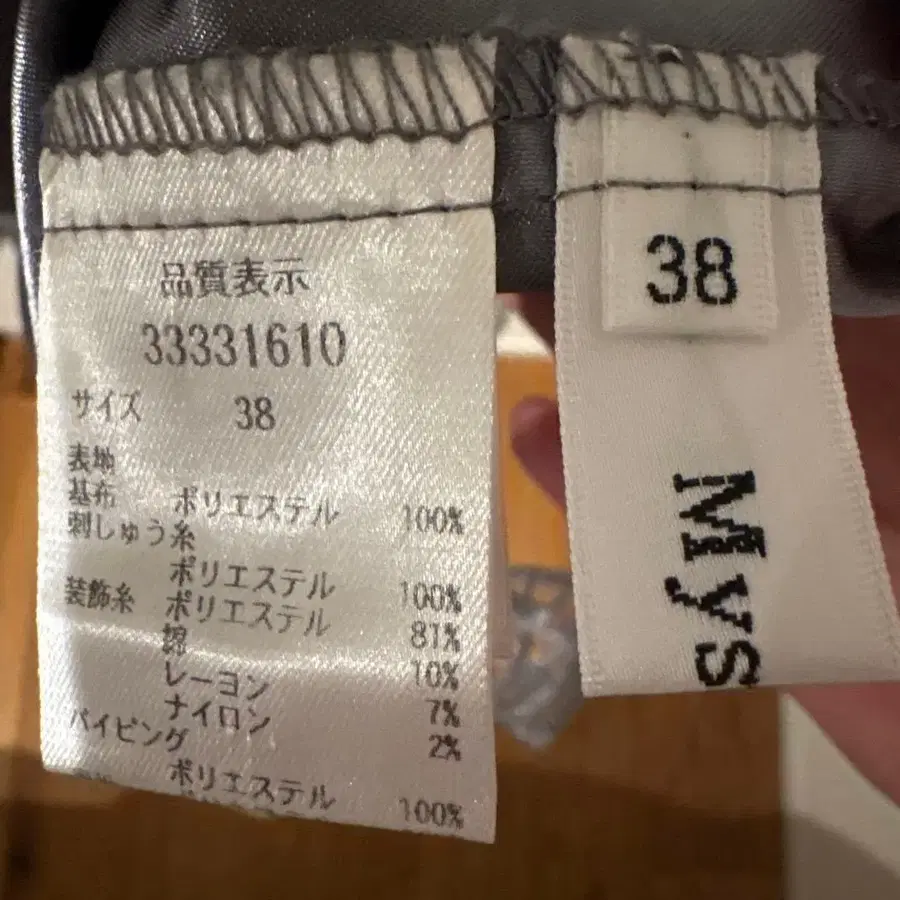 品質表示
33331610
サイズ 38
表地
基布 ポリエステル 100%
刺しゅう糸
ポリエステル 100%
装飾糸 ポリエステル 81%
綿 10%
レーヨン 7%
ナイロン 2%
パイピング
ポリエステル 100%
38
Mys